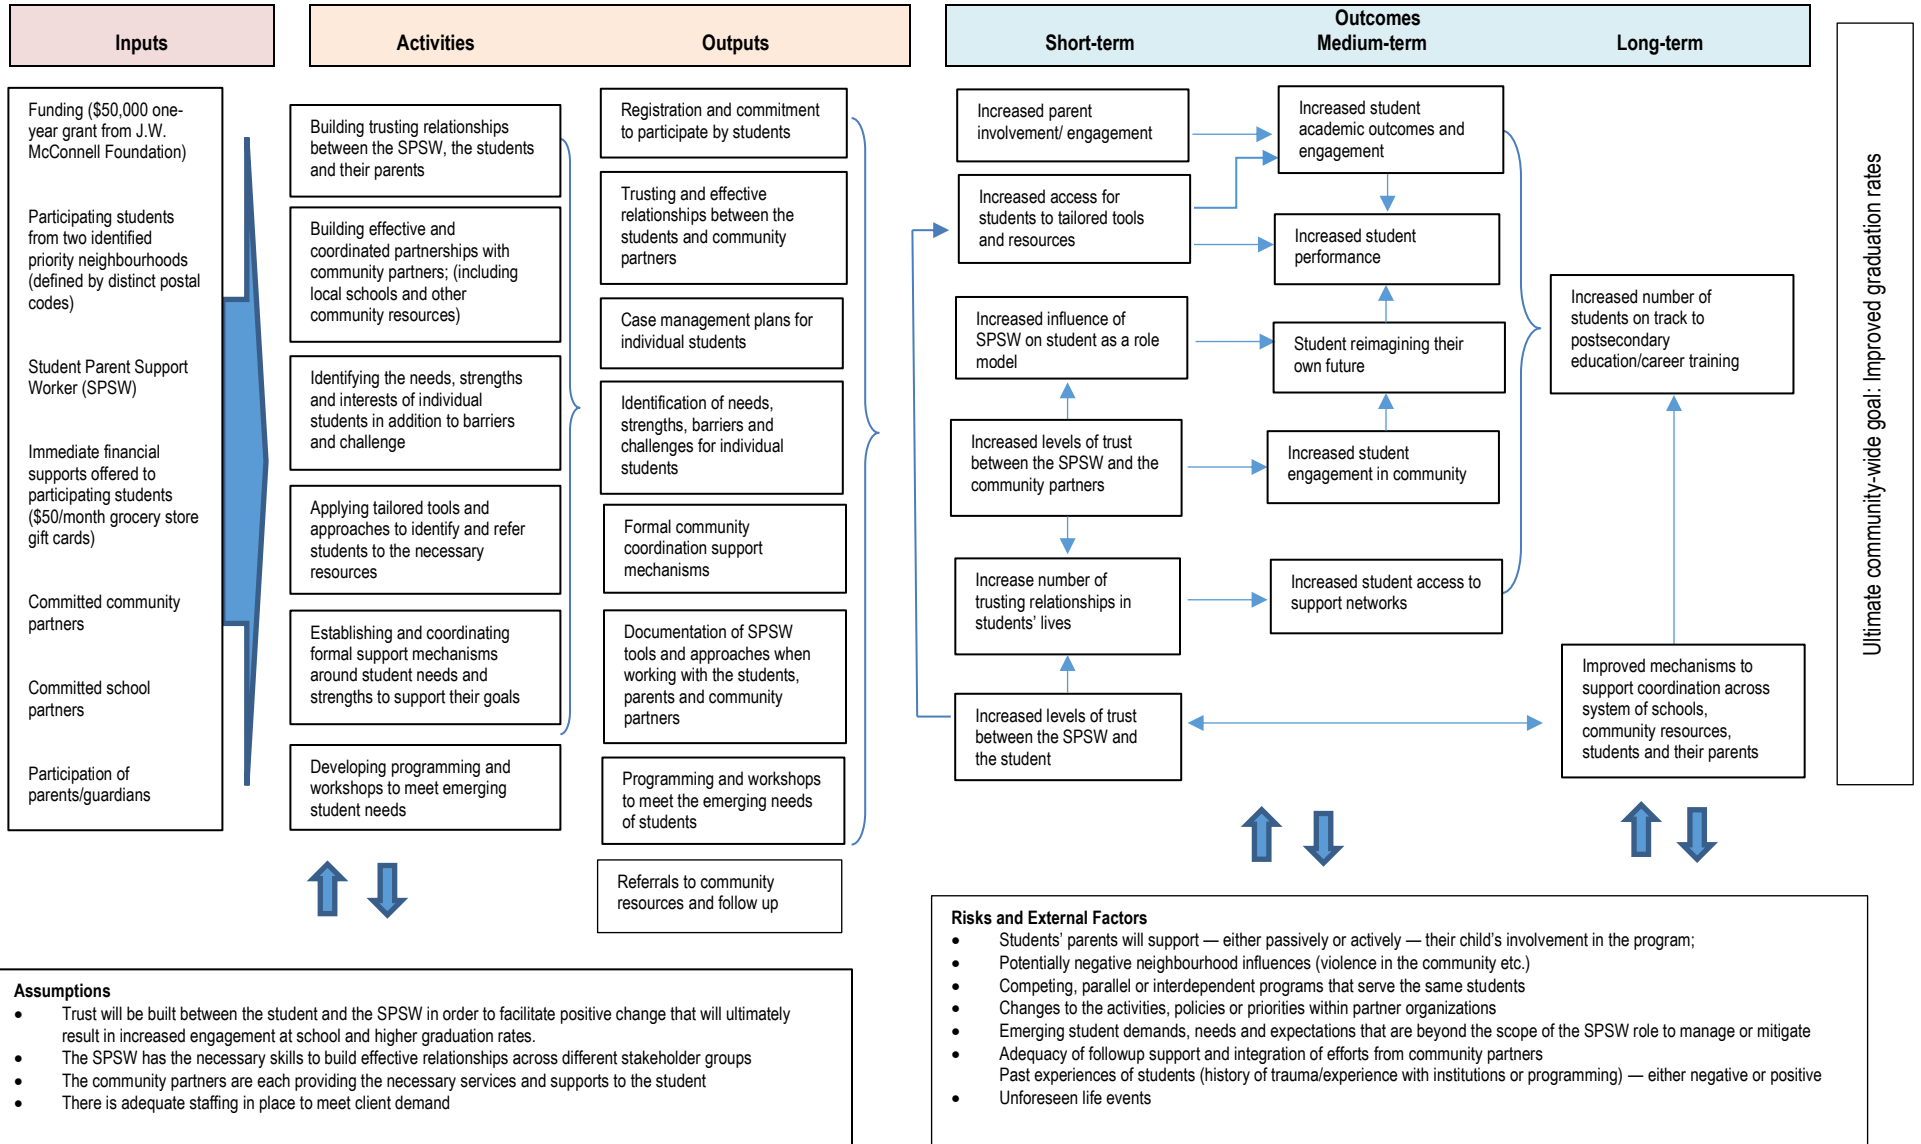 Inputs
Activities
Outputs
Outcomes
Short-term
Medium-term
Long-term
Funding ($50,000 one-
year grant from J.W.
McConnell Foundation)
Participating students
from two identified
priority neighbourhoods
(defined by distinct postal
codes)
Student Parent Support
Worker (SPSW)
Immediate financial
supports offered to
participating students
($50/month grocery store
gift cards)
Committed community
partners
Committed school
partners
Participation of
parents/guardians
Building trusting relationships
between the SPSW, the students
and their parents
Building effective and
coordinated partnerships with
community partners; (including
local schools and other
community resources)
Identifying the needs, strengths
and interests of individual
students in addition to barriers
and challenge
Applying tailored tools and
approaches to identify and refer
students to the necessary
resources
Establishing and coordinating
formal support mechanisms
around student needs and
strengths to support their goals
Developing programming and
workshops to meet emerging
student needs
Registration and commitment
to participate by students
Trusting and effective
relationships between the
students and community
partners
Case management plans for
individual students
Identification of needs,
strengths, barriers and
challenges for individual
students
Formal community
coordination support
mechanisms
Documentation of SPSW
tools and approaches when
working with the students,
parents and community
partners
Programming and workshops
to meet the emerging needs
of students
Referrals to community
resources and follow up
Increased parent
involvement/ engagement
Increased access for
students to tailored tools
and resources
Increased influence of
SPSW on student as a role
model
Increased levels of trust
between the SPSW and the
community partners
Increase number of
trusting relationships in
students’ lives
Increased levels of trust
between the SPSW and
the student
Increased student
academic outcomes and
engagement
Increased student
performance
Student reimagining their
own future
Increased student
engagement in community
Increased student access to
support networks
Increased number of
students on track to
postsecondary
education/career training
Improved mechanisms to
support coordination across
system of schools,
community resources,
students and their parents
Ultimate community-wide goal: Improved graduation rates
Assumptions
• Trust will be built between the student and the SPSW in order to facilitate positive change that will ultimately
result in increased engagement at school and higher graduation rates.
• The SPSW has the necessary skills to build effective relationships across different stakeholder groups
• The community partners are each providing the necessary services and supports to the student
• There is adequate staffing in place to meet client demand
Risks and External Factors
• Students’ parents will support — either passively or actively — their child’s involvement in the program;
• Potentially negative neighbourhood influences (violence in the community etc.)
• Competing, parallel or interdependent programs that serve the same students
• Changes to the activities, policies or priorities within partner organizations
• Emerging student demands, needs and expectations that are beyond the scope of the SPSW role to manage or mitigate
• Adequacy of followup support and integration of efforts from community partners
Past experiences of students (history of trauma/experience with institutions or programming) — either negative or positive
• Unforeseen life events